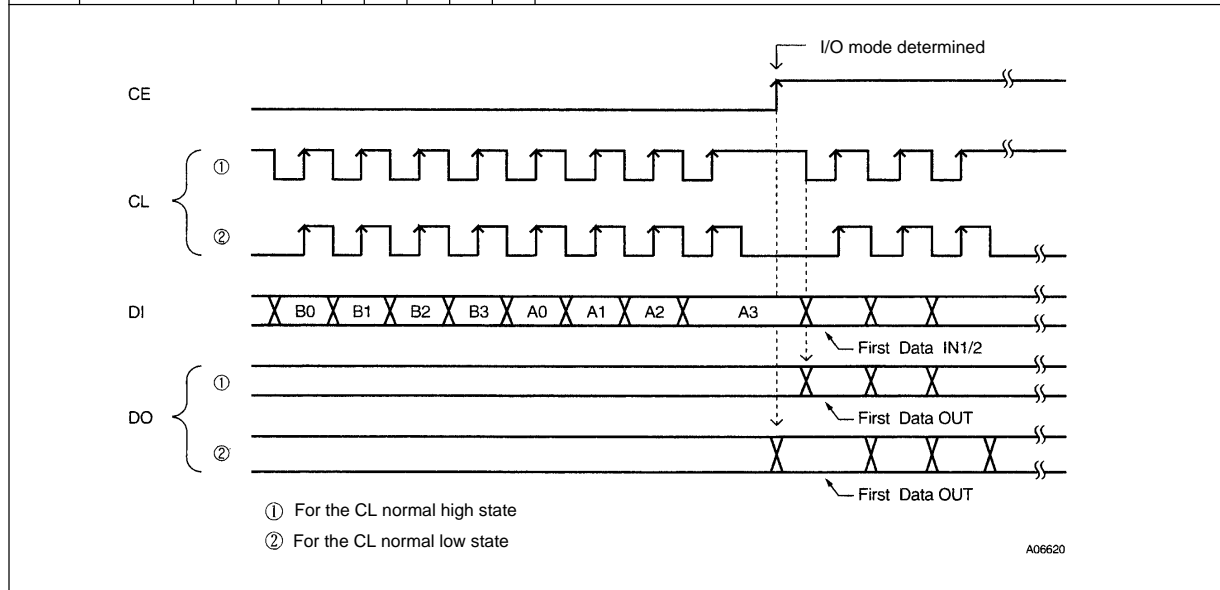 I/O mode determined
CE
CL
①
②
DI
B0 B1 B2 B3 A0 A1 A2 A3
First Data IN1/2
DO
①
First Data OUT
②
First Data OUT
① For the CL normal high state
② For the CL normal low state
A06620